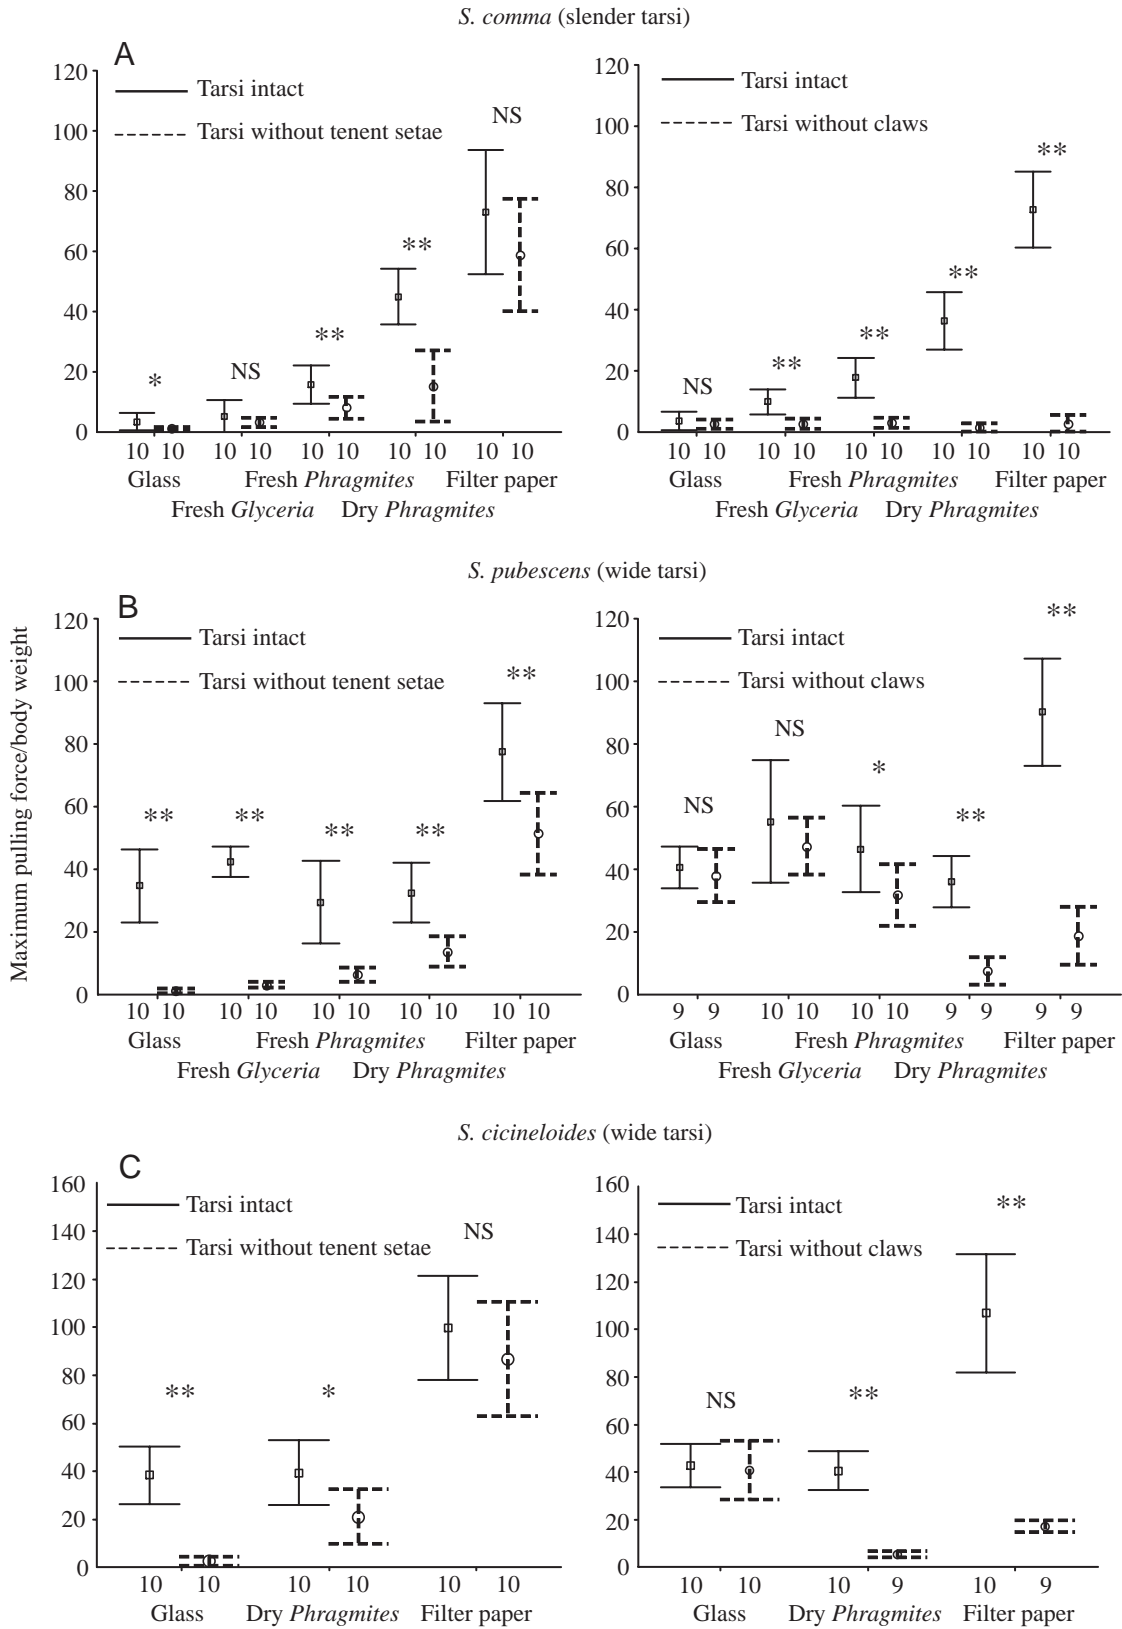 S. comma (slender tarsi)
A
Tarsi intact
Tarsi without tenent setae
120
100
80
60
40
20
0
* NS ** ** NS
10 10 10 10 10 10 10 10 10 10
Glass Fresh Phragmites Filter paper
Fresh Glyceria Dry Phragmites
Tarsi intact
Tarsi without claws
120
100
80
60
40
20
0
NS ** ** ** **
10 10 10 10 10 10 10 10 10 10
Glass Fresh Phragmites Filter paper
Fresh Glyceria Dry Phragmites
Maximum pulling force/body weight
S. pubescens (wide tarsi)
B
Tarsi intact
Tarsi without tenent setae
120
100
80
60
40
20
0
** ** ** ** **
10 10 10 10 10 10 10 10 10 10
Glass Fresh Phragmites Filter paper
Fresh Glyceria Dry Phragmites
Tarsi intact
Tarsi without claws
120
100
80
60
40
20
0
NS NS * ** **
9 9 10 10 10 10 9 9 9 9
Glass Fresh Phragmites Filter paper
Fresh Glyceria Dry Phragmites
S. cicineloides (wide tarsi)
C
Tarsi intact
Tarsi without tenent setae
160
140
120
100
80
60
40
20
0
** * NS
10 10 10 10 10 10
Glass Dry Phragmites Filter paper
Tarsi intact
Tarsi without claws
160
140
120
100
80
60
40
20
0
NS ** **
10 10 10 9 10 9
Glass Dry Phragmites Filter paper